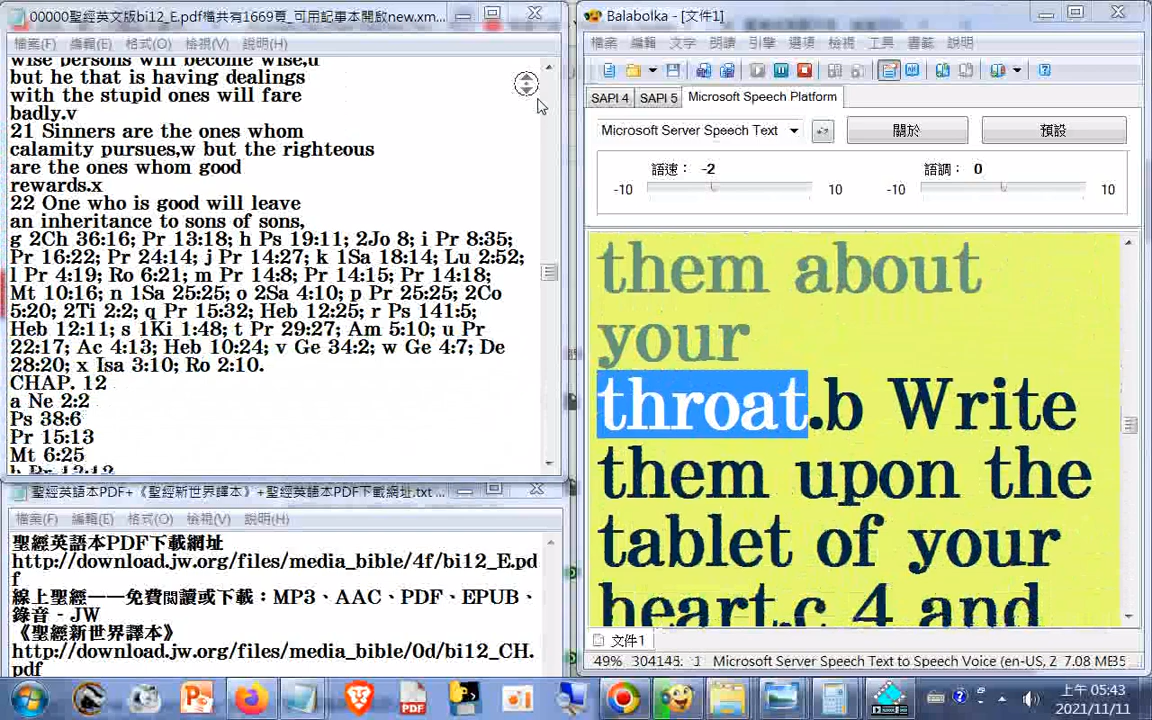 00000聖經英文版bi12_E.pdf檔共有1669頁_可用記事本開啟new.xm...
檔案(F) 編輯(E) 格式(O) 檢視(V) 說明(H)
wise persons will become wise,u
but he that is having dealings
with the stupid ones will fare
badly.v
21 Sinners are the ones whom
calamity pursues,w but the righteous
are the ones whom good
rewards.x
22 One who is good will leave
an inheritance to sons of sons,
g 2Ch 36:16; Pr 13:18; h Ps 19:11; 2Jo 8; i Pr 8:35;
Pr 16:22; Pr 24:14; j Pr 14:27; k 1Sa 18:14; Lu 2:52;
l Pr 4:19; Ro 6:21; m Pr 14:8; Pr 14:15; Pr 14:18;
Mt 10:16; n 1Sa 25:25; o 2Sa 4:10; p Pr 25:25; 2Co
5:20; 2Ti 2:2; q Pr 15:32; Heb 12:25; r Ps 141:5;
Heb 12:11; s 1Ki 1:48; t Pr 29:27; Am 5:10; u Pr
22:17; Ac 4:13; Heb 10:24; v Ge 34:2; w Ge 4:7; De
28:20; x Isa 3:10; Ro 2:10.
CHAP. 12
a Ne 2:2
Ps 38:6
Pr 15:13
Mt 6:25
聖經英語本PDF+《聖經新世界譯本》+聖經英語本PDF下載網址.txt ...
檔案(F) 編輯(E) 格式(O) 檢視(V) 說明(H)
聖經英語本PDF下載網址
http://download.jw.org/files/media_bible/4f/bi12_E.pd
f
線上聖經——免費閱讀或下載：MP3、AAC、PDF、EPUB、
錄音 - JW
《聖經新世界譯本》
http://download.jw.org/files/media_bible/0d/bi12_CH.
pdf
Balabolka - [文件1]
檔案 編輯 文字 朗讀 引擎 選項 檢視 工具 書籤 說明
SAPI 4 SAPI 5 Microsoft Speech Platform
Microsoft Server Speech Text 關於 預設
語速： -2 語調： 0
-10 10 -10 10
them about
your
throat.b Write
them upon the
tablet of your
heart.c 4 and
文件1
49% Microsoft Server Speech Text to Speech Voice (en-US, Z 7.08 MB
上午 05:43
2021/11/11